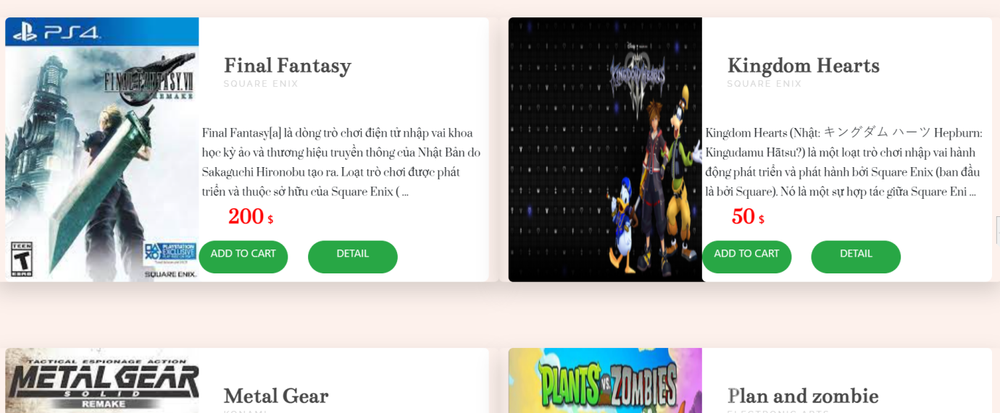 PS4
FINAL FANTASY VII
REMAKE
TEEN
T
ESRB
PLAYSTATION
EXCLUSIVE
SQUARE ENIX.
Final Fantasy
SQUARE ENIX
Final Fantasy[a] là dòng trò chơi điện tử nhập vai khoa
học kỳ ảo và thương hiệu truyền thông của Nhật Bản do
Sakaguchi Hironobu tạo ra. Loạt trò chơi được phát
triển và thuộc sở hữu của Square Enix ( ...
200 $
ADD TO CART
DETAIL
Disney
KINGDOM HEARTS
III
Kingdom Hearts
SQUARE ENIX
Kingdom Hearts (Nhật: キングダム ハーツ Hepburn:
Kingudamu Hātsu?) là một loạt trò chơi nhập vai hành
động phát triển và phát hành bởi Square Enix (ban đầu
là bởi Square). Nó là một sự hợp tác giữa Square Eni ...
50 $
ADD TO CART
DETAIL
TACTICAL ESPIONAGE ACTION
METAL GEAR
SOLID
REMAKE
Metal Gear
KONAMI
PLANTS VS. ZOMBIES
Plan and zombie
ELECTRONIC ARTS